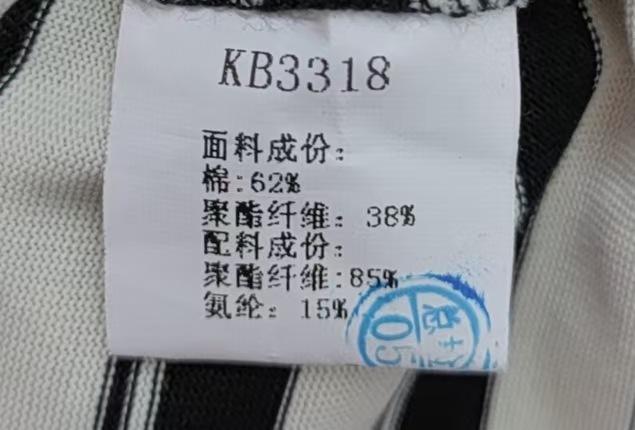 KB3318
面料成份：
棉:62%
聚酯纤维：38%
配料成份：
聚酯纤维:85%
氨纶：15%